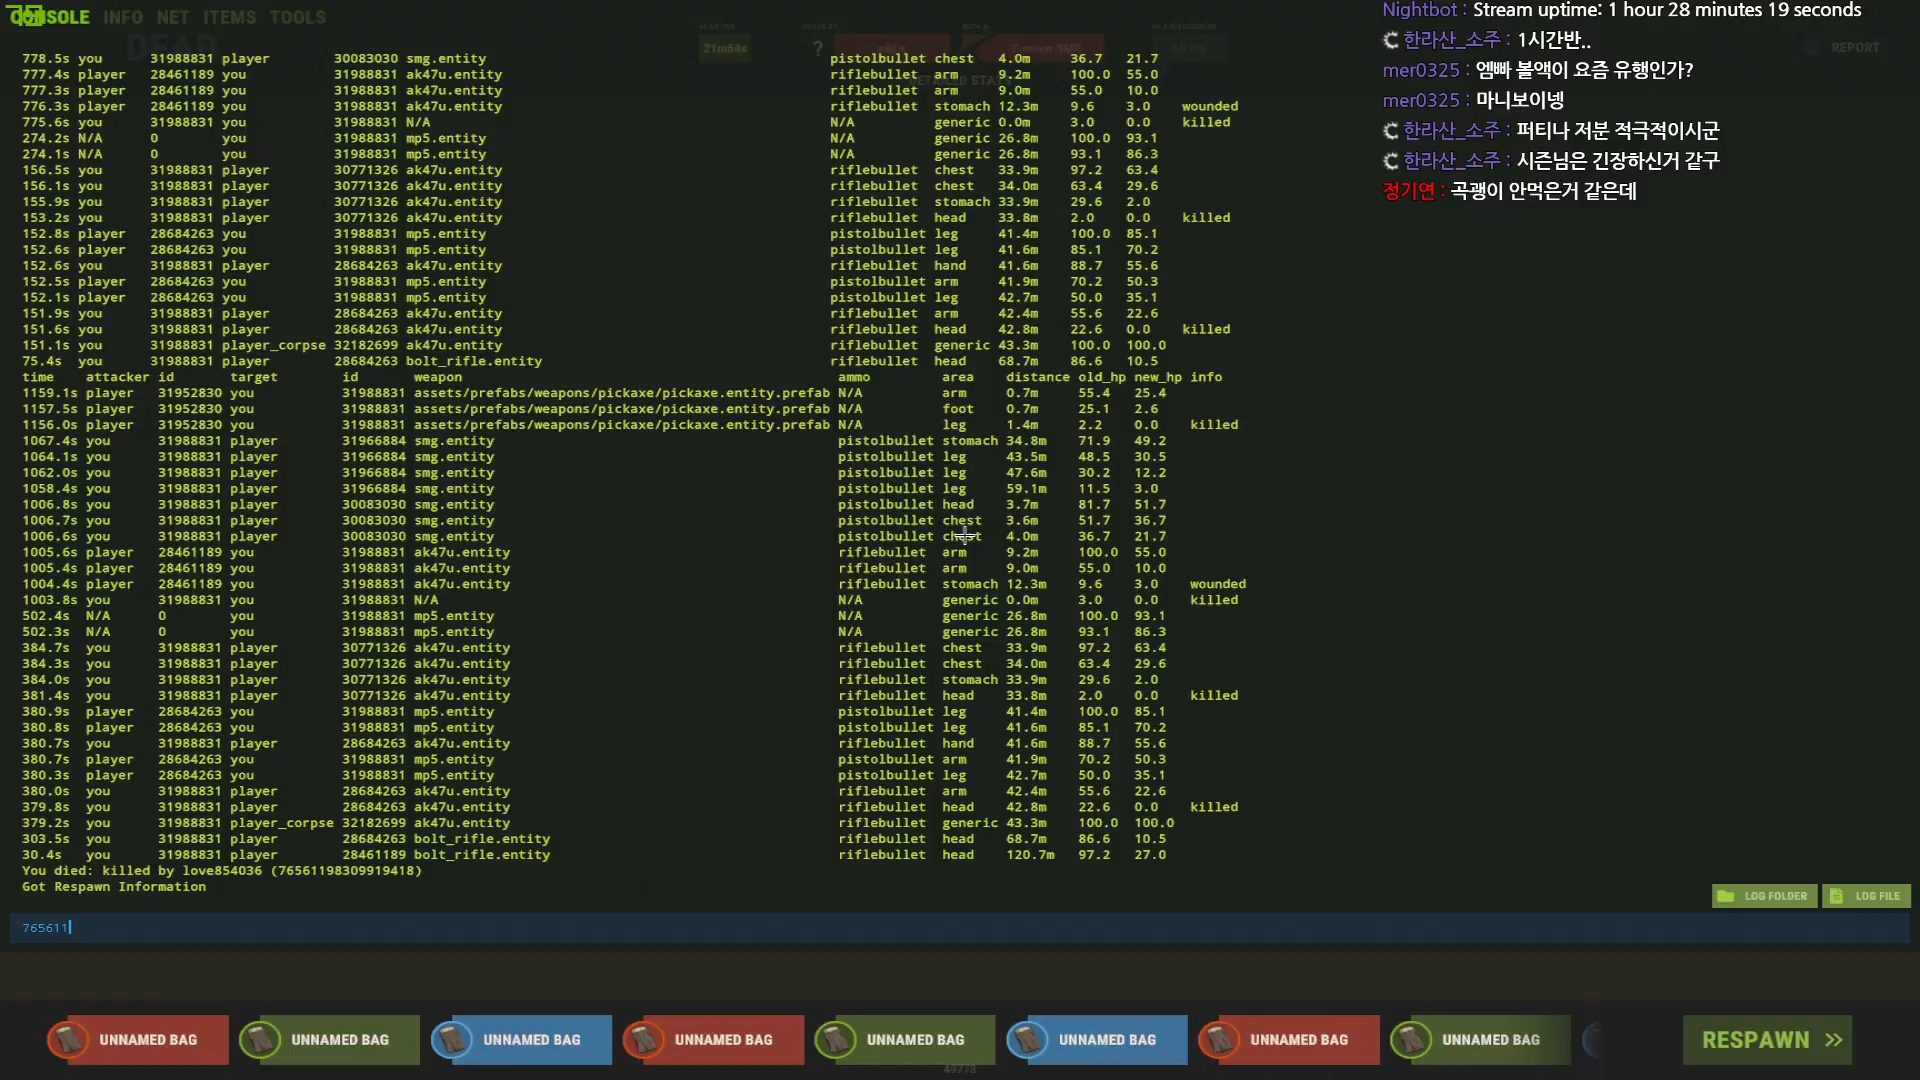 CONSOLE INFO NET ITEMS TOOLS
DEAD
21m54s
?
Custom SMG
REPORT
778.5s you 31988831 player 30083030 smg.entity pistolbullet chest 4.0m 36.7 21.7
777.4s player 28461189 you 31988831 ak47u.entity riflebullet arm 9.2m 100.0 55.0
777.3s player 28461189 you 31988831 ak47u.entity riflebullet arm 9.0m 55.0 10.0
776.3s player 28461189 you 31988831 ak47u.entity riflebullet stomach 12.3m 9.6 3.0 wounded
775.6s you 31988831 you 31988831 N/A N/A generic 0.0m 3.0 0.0 killed
274.2s N/A 0 you 31988831 mp5.entity N/A generic 26.8m 100.0 93.1
274.1s N/A 0 you 31988831 mp5.entity N/A generic 26.8m 93.1 86.3
156.5s you 31988831 player 30771326 ak47u.entity riflebullet chest 33.9m 97.2 63.4
156.1s you 31988831 player 30771326 ak47u.entity riflebullet chest 34.0m 63.4 29.6
155.9s you 31988831 player 30771326 ak47u.entity riflebullet stomach 33.9m 29.6 2.0
153.2s you 31988831 player 30771326 ak47u.entity riflebullet head 33.8m 2.0 0.0 killed
152.8s player 28684263 you 31988831 mp5.entity pistolbullet leg 41.4m 100.0 85.1
152.6s player 28684263 you 31988831 mp5.entity pistolbullet leg 41.6m 85.1 70.2
152.6s you 31988831 player 28684263 ak47u.entity riflebullet hand 41.6m 88.7 55.6
152.5s player 28684263 you 31988831 mp5.entity pistolbullet arm 41.9m 70.2 50.3
152.1s player 28684263 you 31988831 mp5.entity pistolbullet leg 42.7m 50.0 35.1
151.9s you 31988831 player 28684263 ak47u.entity riflebullet arm 42.4m 55.6 22.6
151.6s you 31988831 player 28684263 ak47u.entity riflebullet head 42.8m 22.6 0.0 killed
151.1s you 31988831 player_corpse 32182699 ak47u.entity riflebullet generic 43.3m 100.0 100.0
75.4s you 31988831 player 28684263 bolt_rifle.entity riflebullet head 68.7m 86.6 10.5
time attacker id target id weapon ammo area distance old_hp new_hp info
1159.1s player 31952830 you 31988831 assets/prefabs/weapons/pickaxe/pickaxe.entity.prefab N/A arm 0.7m 55.4 25.4
1157.5s player 31952830 you 31988831 assets/prefabs/weapons/pickaxe/pickaxe.entity.prefab N/A foot 0.7m 25.1 2.6
1156.0s player 31952830 you 31988831 assets/prefabs/weapons/pickaxe/pickaxe.entity.prefab N/A leg 1.4m 2.2 0.0 killed
1067.4s you 31988831 player 31966884 smg.entity pistolbullet stomach 34.8m 71.9 49.2
1064.1s you 31988831 player 31966884 smg.entity pistolbullet leg 43.5m 48.5 30.5
1062.0s you 31988831 player 31966884 smg.entity pistolbullet leg 47.6m 30.2 12.2
1058.4s you 31988831 player 31966884 smg.entity pistolbullet leg 59.1m 11.5 3.0
1006.8s you 31988831 player 30083030 smg.entity pistolbullet head 3.7m 81.7 51.7
1006.7s you 31988831 player 30083030 smg.entity pistolbullet chest 3.6m 51.7 36.7
1006.6s you 31988831 player 30083030 smg.entity pistolbullet chest 4.0m 36.7 21.7
1005.6s player 28461189 you 31988831 ak47u.entity riflebullet arm 9.2m 100.0 55.0
1005.4s player 28461189 you 31988831 ak47u.entity riflebullet arm 9.0m 55.0 10.0
1004.4s player 28461189 you 31988831 ak47u.entity riflebullet stomach 12.3m 9.6 3.0 wounded
1003.8s you 31988831 you 31988831 N/A N/A generic 0.0m 3.0 0.0 killed
502.4s N/A 0 you 31988831 mp5.entity N/A generic 26.8m 100.0 93.1
502.3s N/A 0 you 31988831 mp5.entity N/A generic 26.8m 93.1 86.3
384.7s you 31988831 player 30771326 ak47u.entity riflebullet chest 33.9m 97.2 63.4
384.3s you 31988831 player 30771326 ak47u.entity riflebullet chest 34.0m 63.4 29.6
384.0s you 31988831 player 30771326 ak47u.entity riflebullet stomach 33.9m 29.6 2.0
381.4s you 31988831 player 30771326 ak47u.entity riflebullet head 33.8m 2.0 0.0 killed
380.9s player 28684263 you 31988831 mp5.entity pistolbullet leg 41.4m 100.0 85.1
380.8s player 28684263 you 31988831 mp5.entity pistolbullet leg 41.6m 85.1 70.2
380.7s you 31988831 player 28684263 ak47u.entity riflebullet hand 41.6m 88.7 55.6
380.7s player 28684263 you 31988831 mp5.entity pistolbullet arm 41.9m 70.2 50.3
380.3s player 28684263 you 31988831 mp5.entity pistolbullet leg 42.7m 50.0 35.1
380.0s you 31988831 player 28684263 ak47u.entity riflebullet arm 42.4m 55.6 22.6
379.8s you 31988831 player 28684263 ak47u.entity riflebullet head 42.8m 22.6 0.0 killed
379.2s you 31988831 player_corpse 32182699 ak47u.entity riflebullet generic 43.3m 100.0 100.0
303.5s you 31988831 player 28684263 bolt_rifle.entity riflebullet head 68.7m 86.6 10.5
30.4s you 31988831 player 28461189 bolt_rifle.entity riflebullet head 120.7m 97.2 27.0
You died: killed by love854036 (76561198309919418)
Got Respawn Information
LOG FOLDER LOG FILE
765611
UNNAMED BAG UNNAMED BAG UNNAMED BAG UNNAMED BAG UNNAMED BAG UNNAMED BAG UNNAMED BAG UNNAMED BAG
RESPAWN
49773
Nightbot : Stream uptime: 1 hour 28 minutes 19 seconds
한라산_소주 : 1시간반..
mer0325 : 엠빠 볼액이 요즘 유행인가?
mer0325 : 마니보이넹
한라산_소주 : 퍼티나 저분 적극적이시군
한라산_소주 : 시즌님은 긴장하신거 같구
정기연 : 곡괭이 안먹은거 같은데